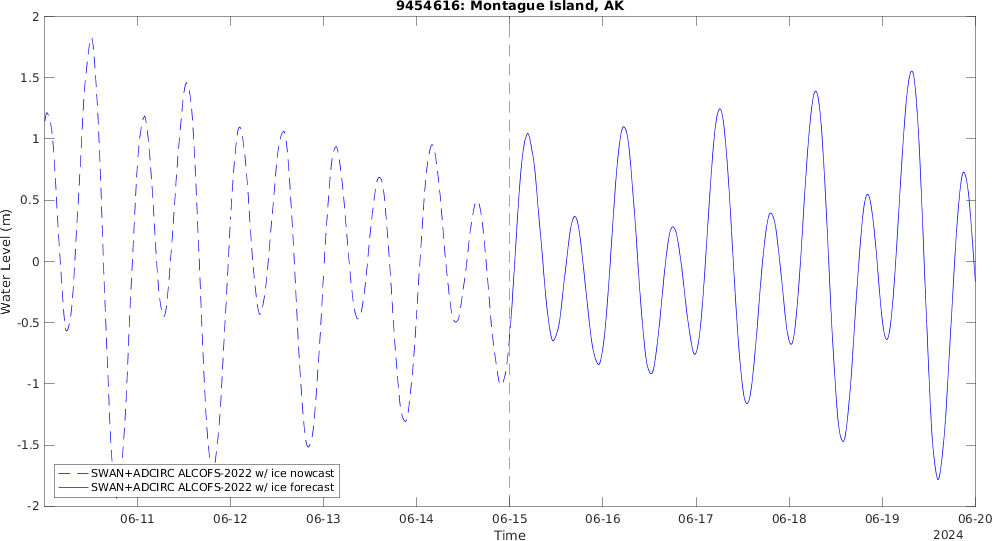 9454616: Montague Island, AK
Water Level (m)
2
1.5
1
0.5
0
-0.5
-1
-1.5
-2
SWAN+ADCIRC ALCOFS-2022 w/ ice nowcast
SWAN+ADCIRC ALCOFS-2022 w/ ice forecast
06-11 06-12 06-13 06-14 06-15 06-16 06-17 06-18 06-19 06-20
Time
2024